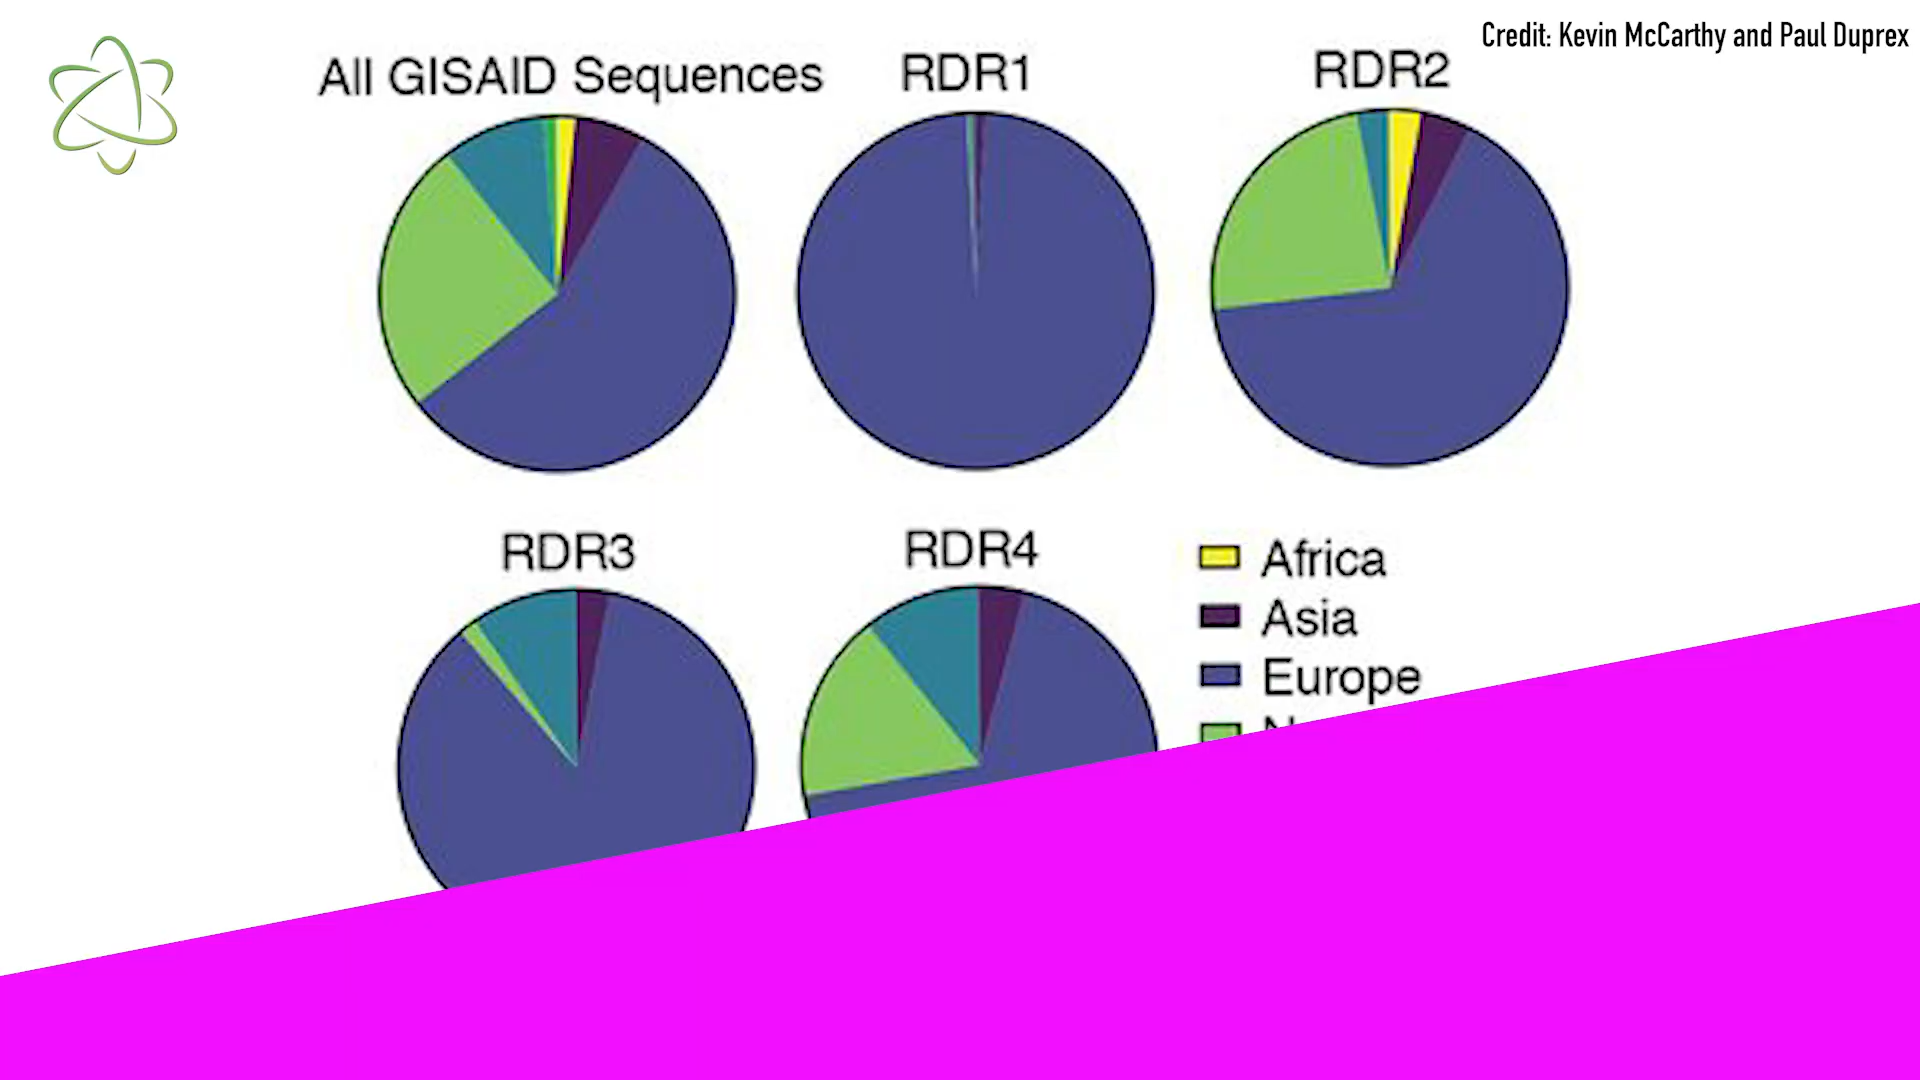 Credit: Kevin McCarthy and Paul Duprex
All GISAID Sequences
RDR1
RDR2
RDR3
RDR4
Africa
Asia
Europe